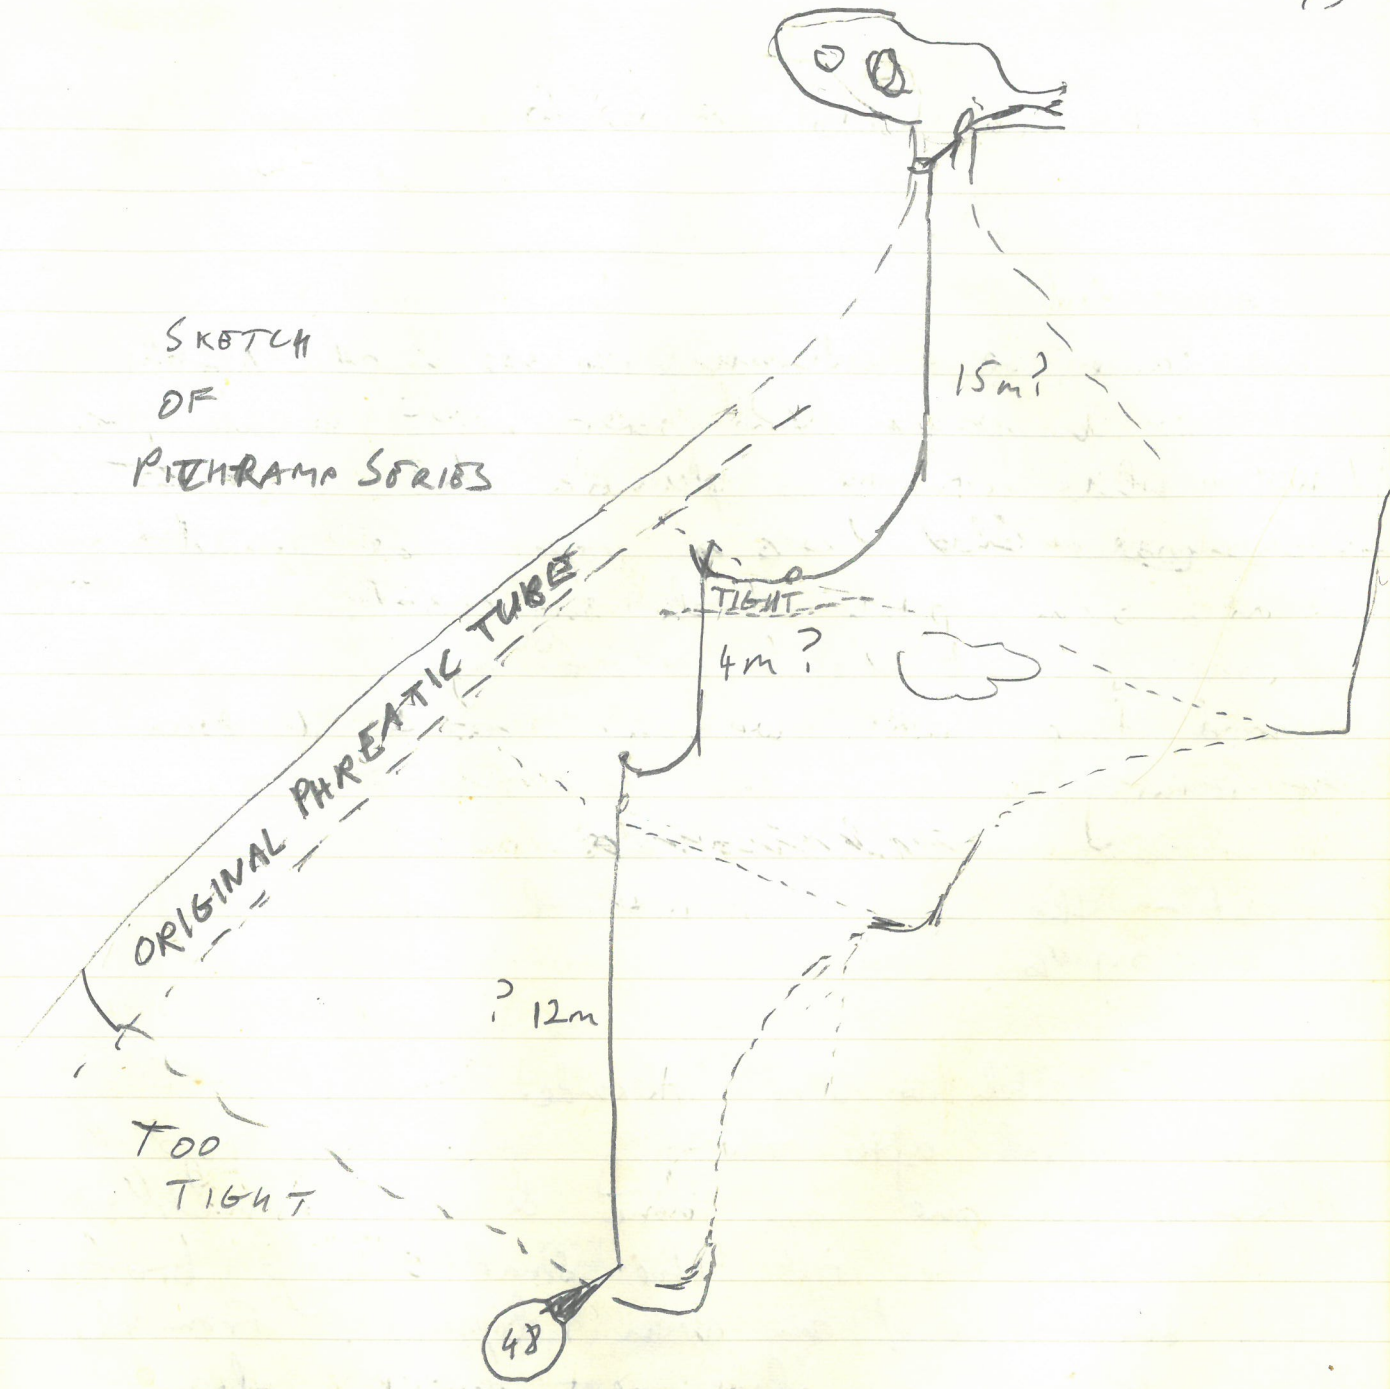 SKETCH
OF
PITCHRAMP SERIES
15m?
TIGHT
4m ?
ORIGINAL PHREATIC TUBE
? 12m
TOO
TIGHT
48